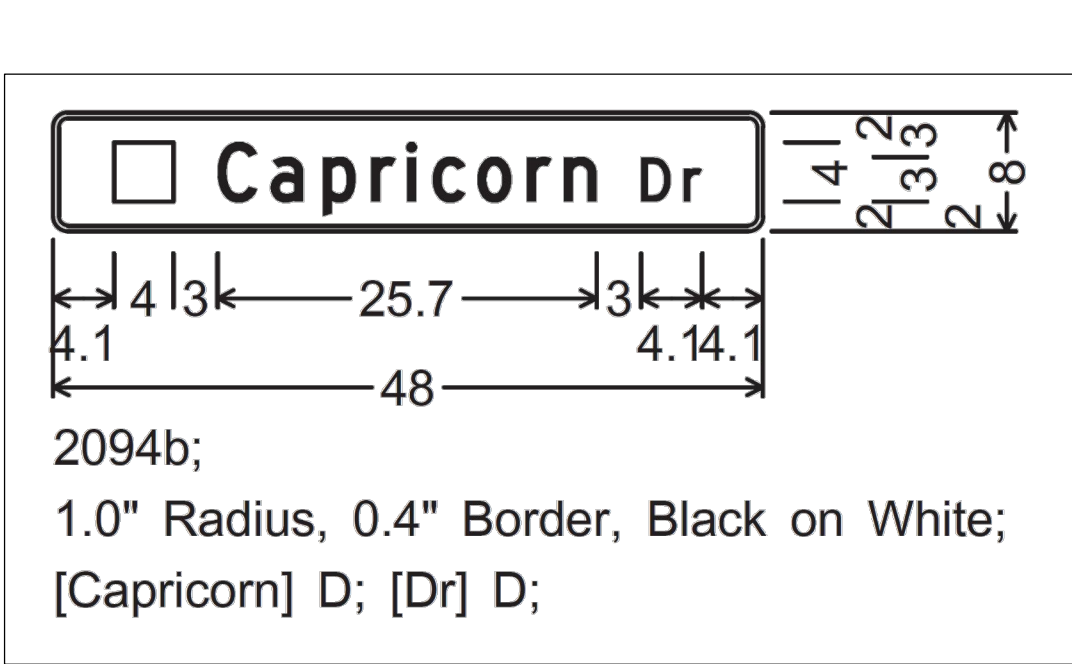 Capricorn Dr
2 3
4 3 8
2 2
4 3 25.7 3
4.1 4.1 4.1
48
2094b;
1.0" Radius, 0.4" Border, Black on White;
[Capricorn] D; [Dr] D;